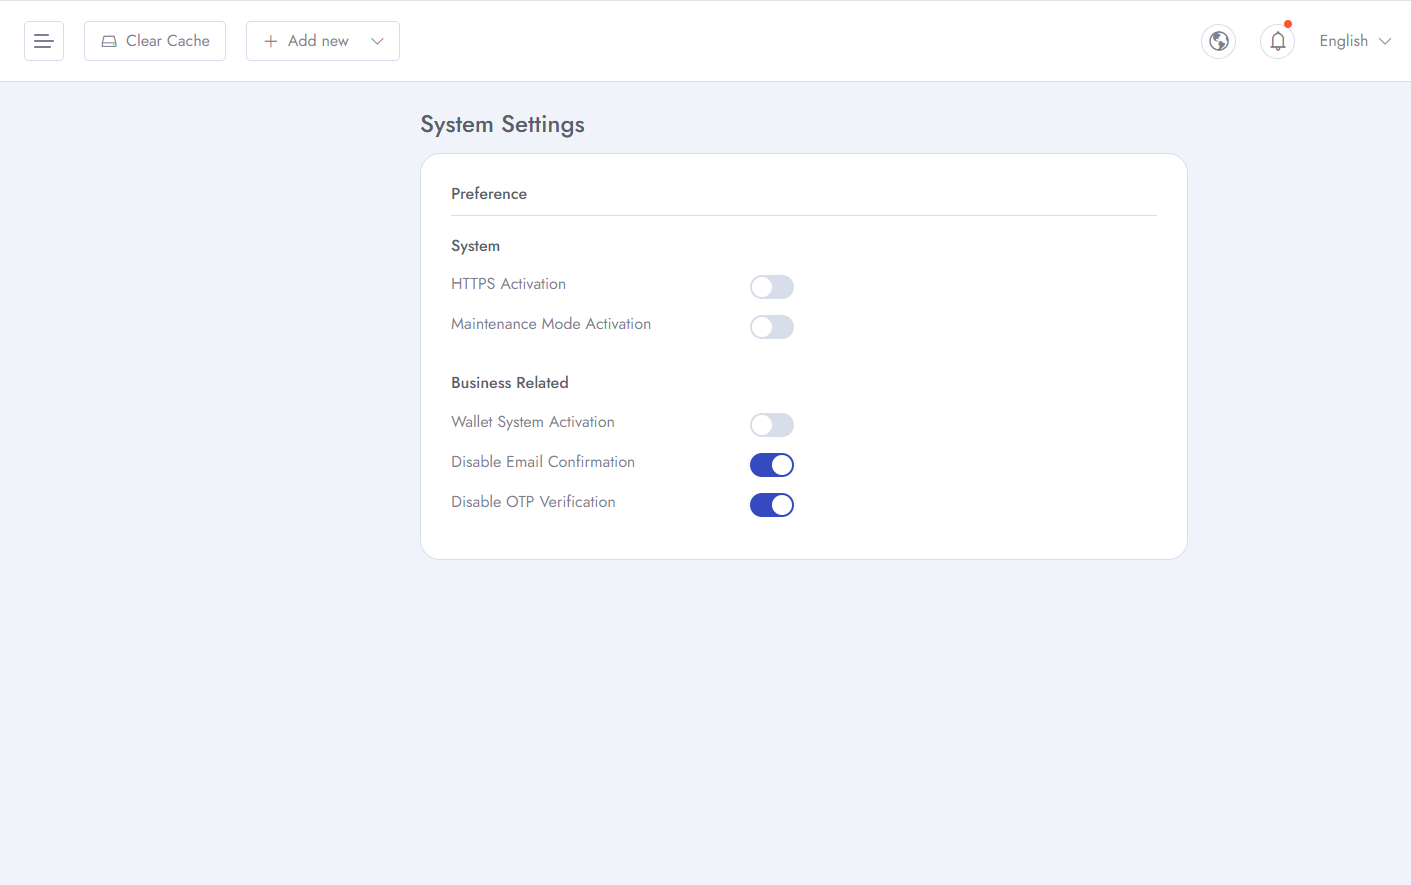 Clear Cache
Add new
English
System Settings
Preference
System
HTTPS Activation
Maintenance Mode Activation
Business Related
Wallet System Activation
Disable Email Confirmation
Disable OTP Verification